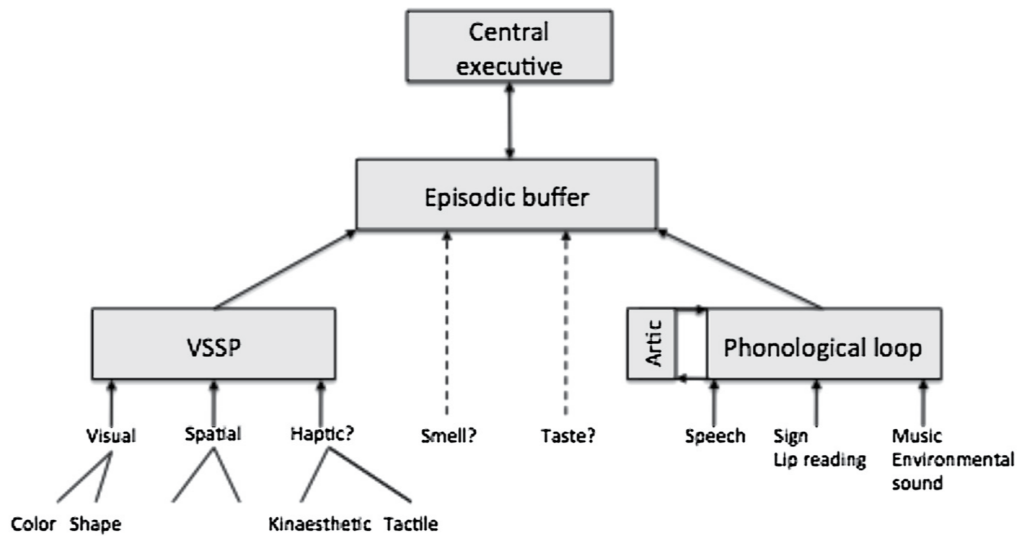 Central
executive
Episodic buffer
VSSP
Artic
Phonological loop
Visual
Spatial
Haptic?
Smell?
Taste?
Speech
Sign
Lip reading
Music
Environmental
sound
Color
Shape
Kinaesthetic
Tactile